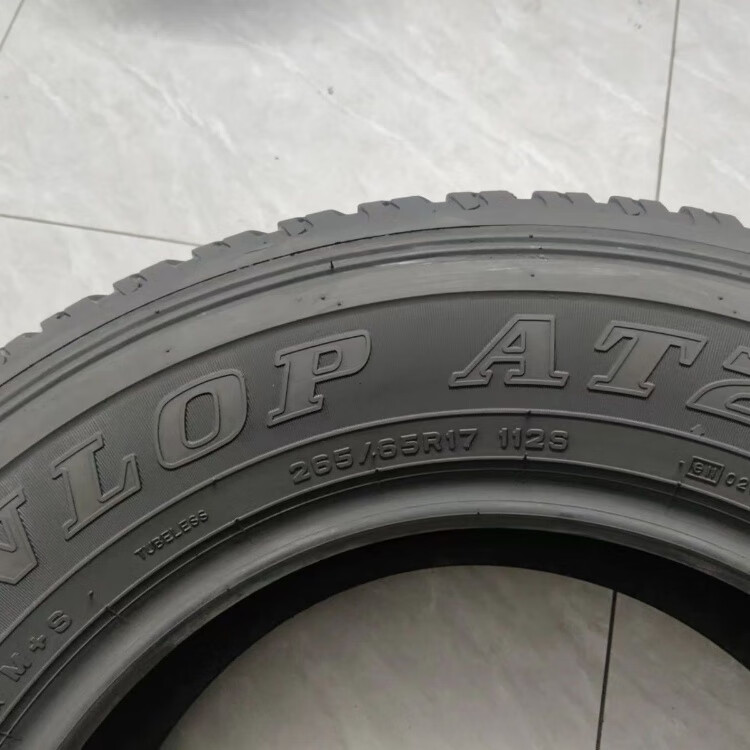 NLOP AT2
265/65R17 112S
TUBELESS
M+S